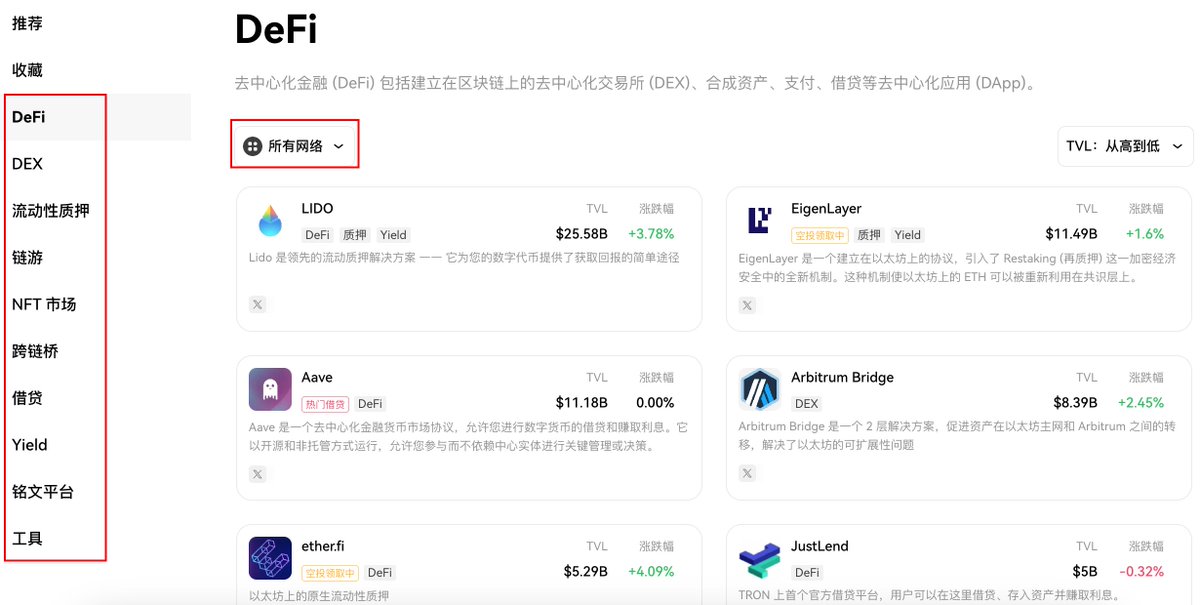 推荐
收藏
DeFi
DEX
流动性质押
链游
NFT 市场
跨链桥
借贷
Yield
铭文平台
工具
DeFi
去中心化金融 (DeFi) 包括建立在区块链上的去中心化交易所 (DEX)、合成资产、支付、借贷等去中心化应用 (DApp)。
所有网络
TVL：从高到低
LIDO
TVL 涨跌幅
DeFi 质押 Yield
$25.58B +3.78%
Lido 是领先的流动质押解决方案 —— 它为您的数字代币提供了获取回报的简单途径
EigenLayer
TVL 涨跌幅
空投领取中 质押 Yield
$11.49B +1.6%
EigenLayer 是一个建立在以太坊上的协议，引入了 Restaking (再质押) 这一加密经济
安全中的全新机制。这种机制使以太坊上的 ETH 可以被重新利用在共识层上。
Aave
TVL 涨跌幅
热门借贷 DeFi
$11.18B 0.00%
Aave 是一个去中心化金融货币市场协议，允许您进行数字货币的借贷和赚取利息。它
以开源和非托管方式运行，允许您参与而不依赖中心实体进行关键管理或决策。
Arbitrum Bridge
TVL 涨跌幅
DEX
$8.39B +2.45%
Arbitrum Bridge 是一个 2 层解决方案，促进资产在以太坊主网和 Arbitrum 之间的转
移，解决了以太坊的可扩展性问题
ether.fi
TVL 涨跌幅
空投领取中 DeFi
$5.29B +4.09%
以太坊上的原生流动性质押
JustLend
TVL 涨跌幅
DeFi
$5B -0.32%
TRON 上首个官方借贷平台，用户可以在这里借贷、存入资产并赚取利息。